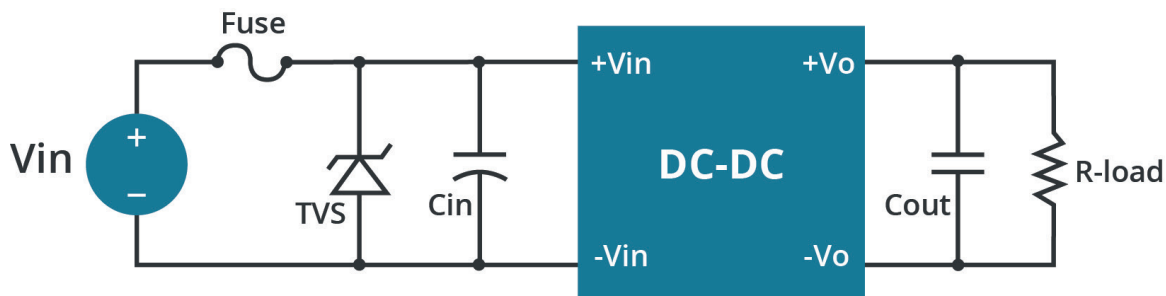 Fuse
+Vin
+Vo
+
Vin
DC-DC
R-load
−
TVS
Cin
Cout
-Vin
-Vo